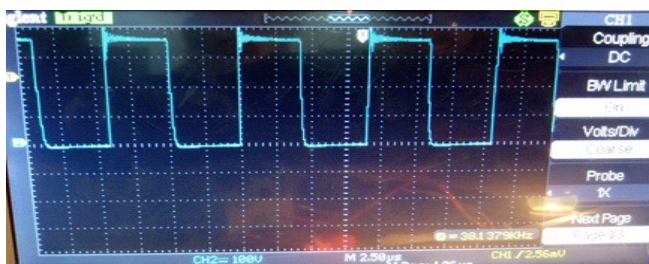 Trig'd
CH1
Coupling
DC
BW Limit
On
Volts/Div
Coarse
Probe
1X
Next Page
CH2= 100V M 2.50μs CH1 /2.56mV